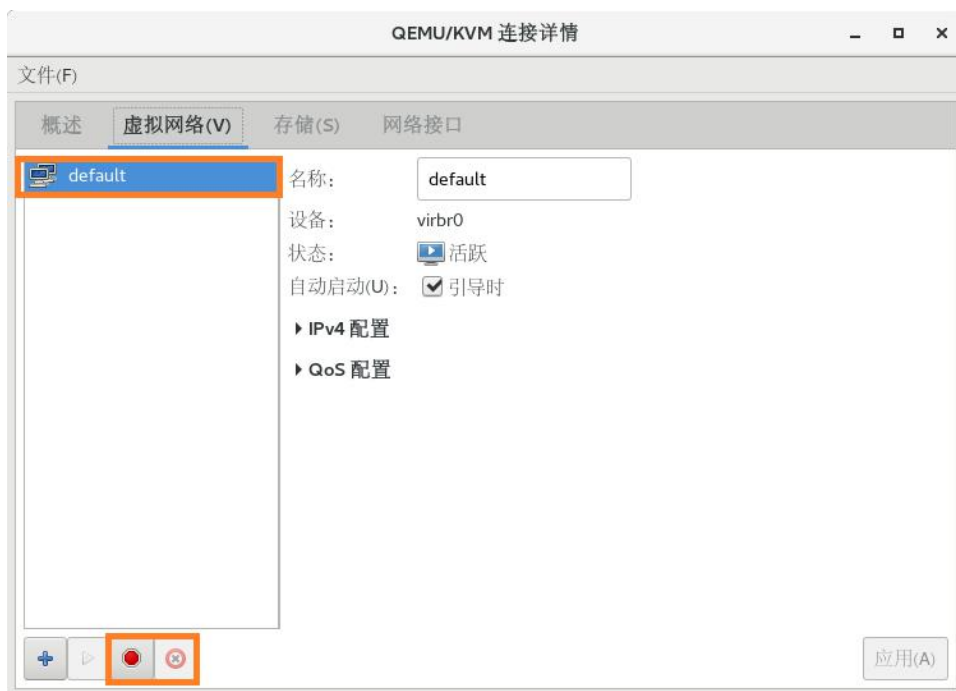 QEMU/KVM 连接详情
文件(F)
概述 虚拟网络(V) 存储(S) 网络接口
default
名称： default
设备： virbr0
状态： 活跃
自动启动(U)： 引导时
IPv4 配置
QoS 配置
应用(A)